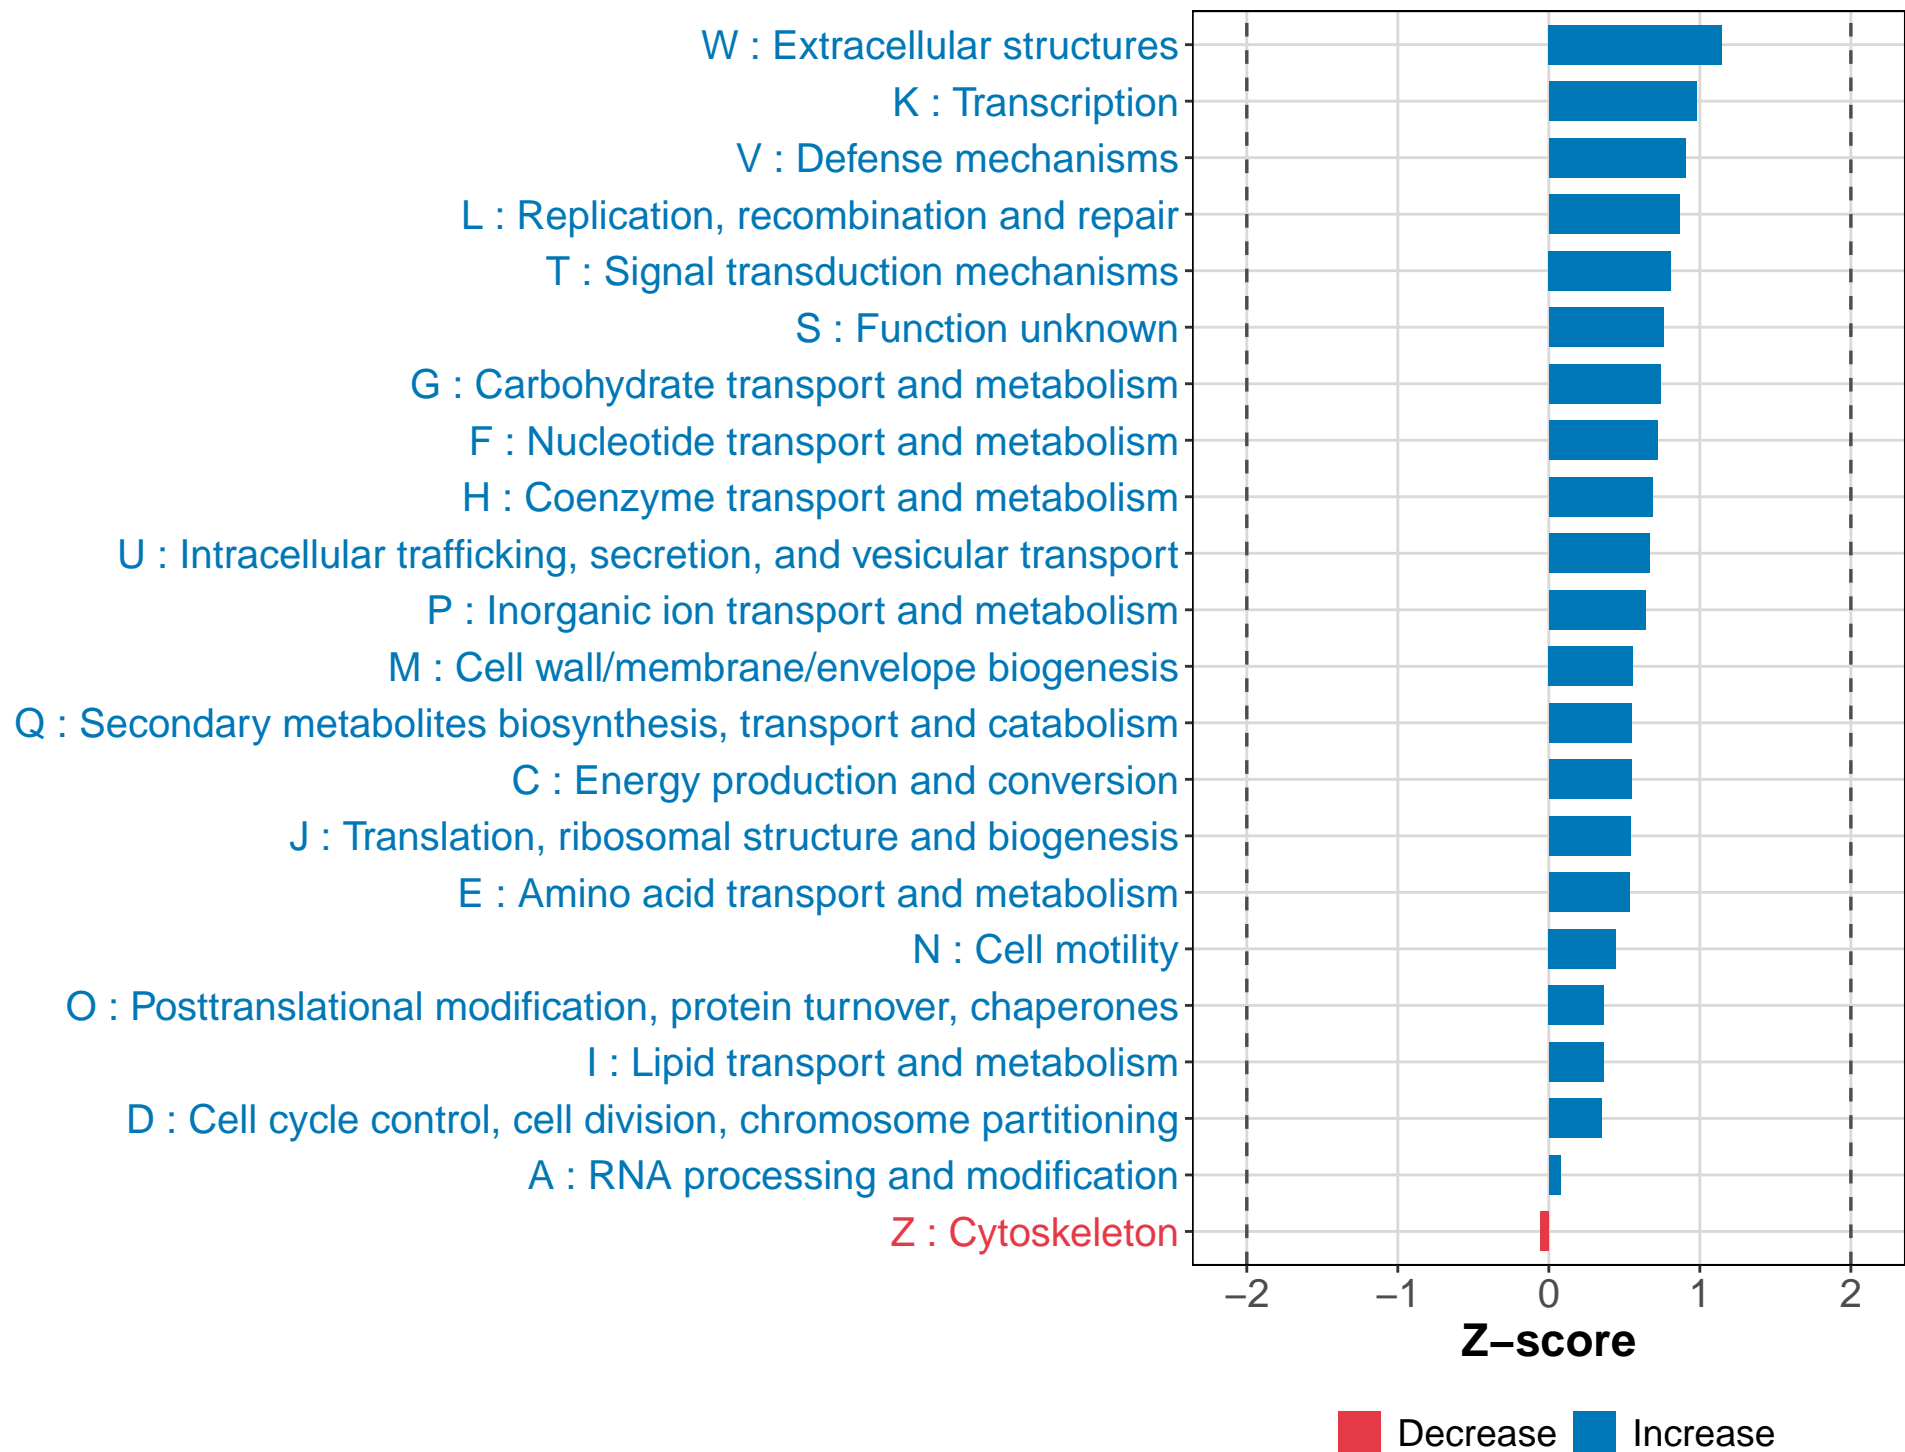 W : Extracellular structures
K : Transcription
V : Defense mechanisms
L : Replication, recombination and repair
T : Signal transduction mechanisms
S : Function unknown
G : Carbohydrate transport and metabolism
F : Nucleotide transport and metabolism
H : Coenzyme transport and metabolism
U : Intracellular trafficking, secretion, and vesicular transport
P : Inorganic ion transport and metabolism
M : Cell wall/membrane/envelope biogenesis
Q : Secondary metabolites biosynthesis, transport and catabolism
C : Energy production and conversion
J : Translation, ribosomal structure and biogenesis
E : Amino acid transport and metabolism
N : Cell motility
O : Posttranslational modification, protein turnover, chaperones
I : Lipid transport and metabolism
D : Cell cycle control, cell division, chromosome partitioning
A : RNA processing and modification
Z : Cytoskeleton
−2 −1 0 1 2
Z−score
Decrease Increase